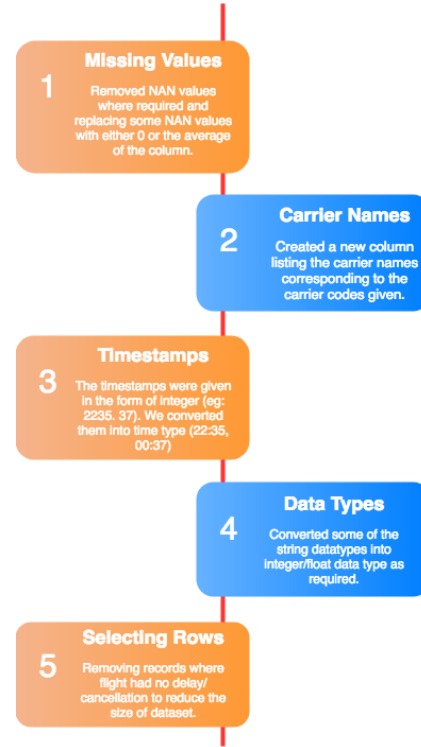 Missing Values
1
Removed NAN values
where required and
replacing some NAN values
with either 0 or the average
of the column.
Carrier Names
2
Created a new column
listing the carrier names
corresponding to the
carrier codes given.
Timestamps
3
The timestamps were given
in the form of integer (eg:
2235. 37). We converted
them into time type (22:35,
00:37)
Data Types
4
Converted some of the
string datatypes into
integer/float data type as
required.
Selecting Rows
5
Removing records where
flight had no delay/
cancellation to reduce the
size of dataset.